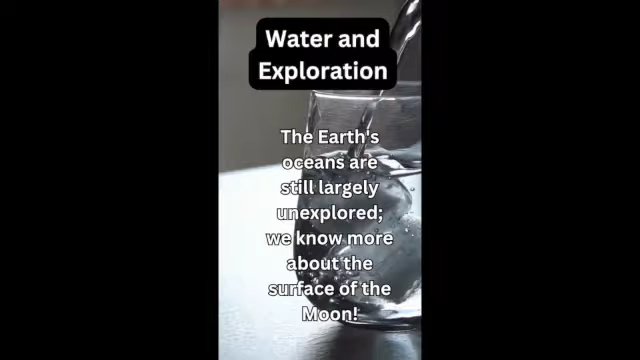 Water and
Exploration
The Earth's
oceans are
still largely
unexplored;
we know more
about the
surface of the
Moon!